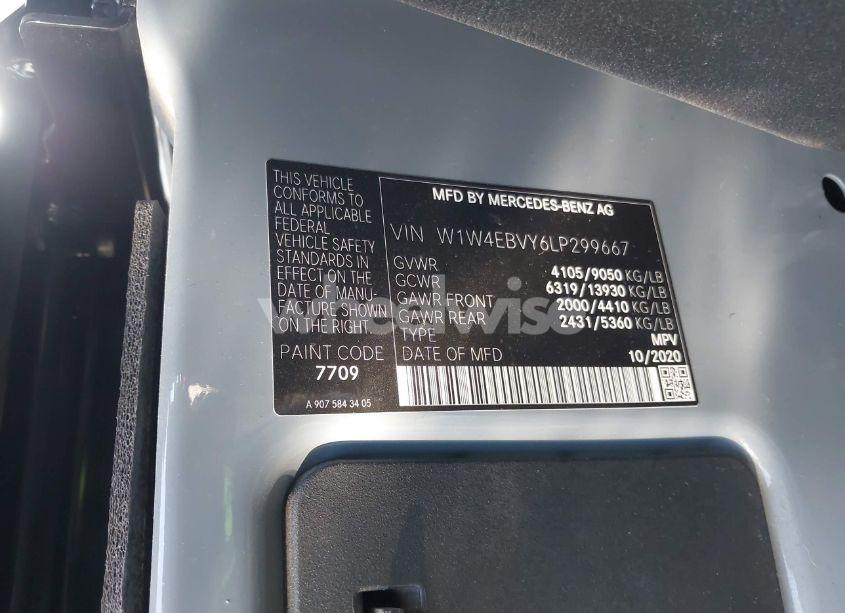 THIS VEHICLE
CONFORMS TO
ALL APPLICABLE
FEDERAL
VEHICLE SAFETY
STANDARDS IN
EFFECT ON THE
DATE OF MANU-
FACTURE SHOWN
ON THE RIGHT.
PAINT CODE
7709
A 907 584 34 05
MFD BY MERCEDES-BENZ AG
VIN W1W4EBVY6LP299667
GVWR 4105/9050 KG/LB
GCWR 6319/13930 KG/LB
GAWR FRONT 2000/4410 KG/LB
GAWR REAR 2431/5360 KG/LB
TYPE MPV
DATE OF MFD 10/2020
wheelwise